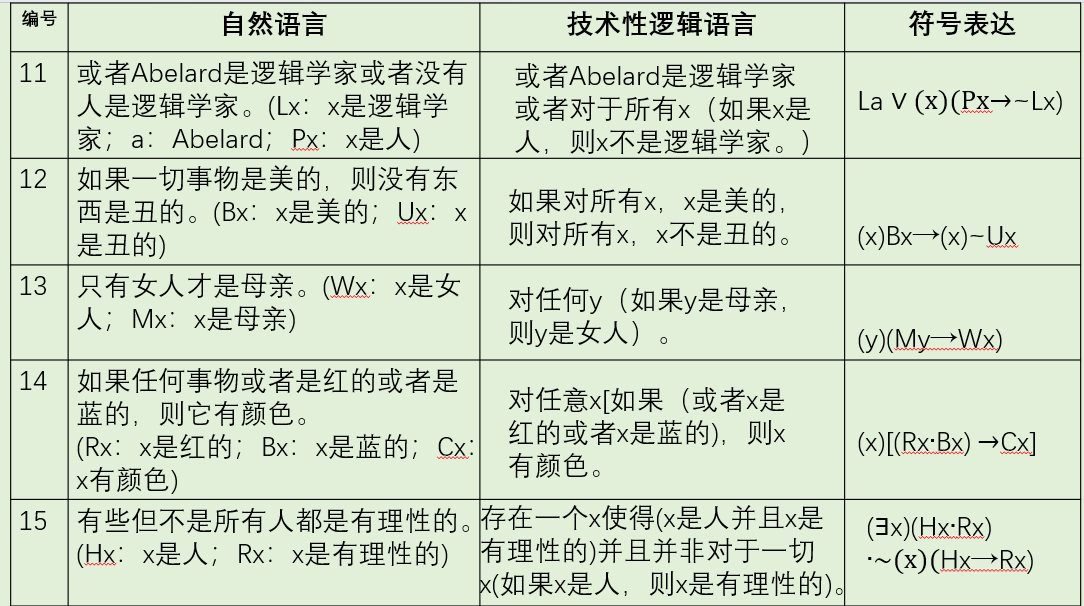 编号 自然语言 技术性逻辑语言 符号表达
11
或者Abelard是逻辑学家或者没有
人是逻辑学家。(Lx：x是逻辑学
家；a：Abelard；Px：x是人)
或者Abelard是逻辑学家
或者对于所有x（如果x是
人，则x不是逻辑学家。）
La ∨ (x)(Px→~Lx)
12
如果一切事物是美的，则没有东
西是丑的。(Bx：x是美的；Ux：x
是丑的)
如果对所有x，x是美的，
则对所有x，x不是丑的。
(x)Bx→(x)~Ux
13
只有女人才是母亲。(Wx：x是女
人；Mx：x是母亲)
对任何y（如果y是母亲，
则y是女人）。
(y)(My→Wx)
14
如果任何事物或者是红的或者是
蓝的，则它有颜色。
(Rx：x是红的；Bx：x是蓝的；Cx：
x有颜色)
对任意x[如果（或者x是
红的或者x是蓝的)，则x
有颜色。
(x)[(Rx·Bx) →Cx]
15
有些但不是所有人都是有理性的。
(Hx：x是人；Rx：x是有理性的)
存在一个x使得(x是人并且x是
有理性的)并且并非对于一切
x(如果x是人，则x是有理性的)。
(∃x)(Hx·Rx)
·~(x)(Hx→Rx)